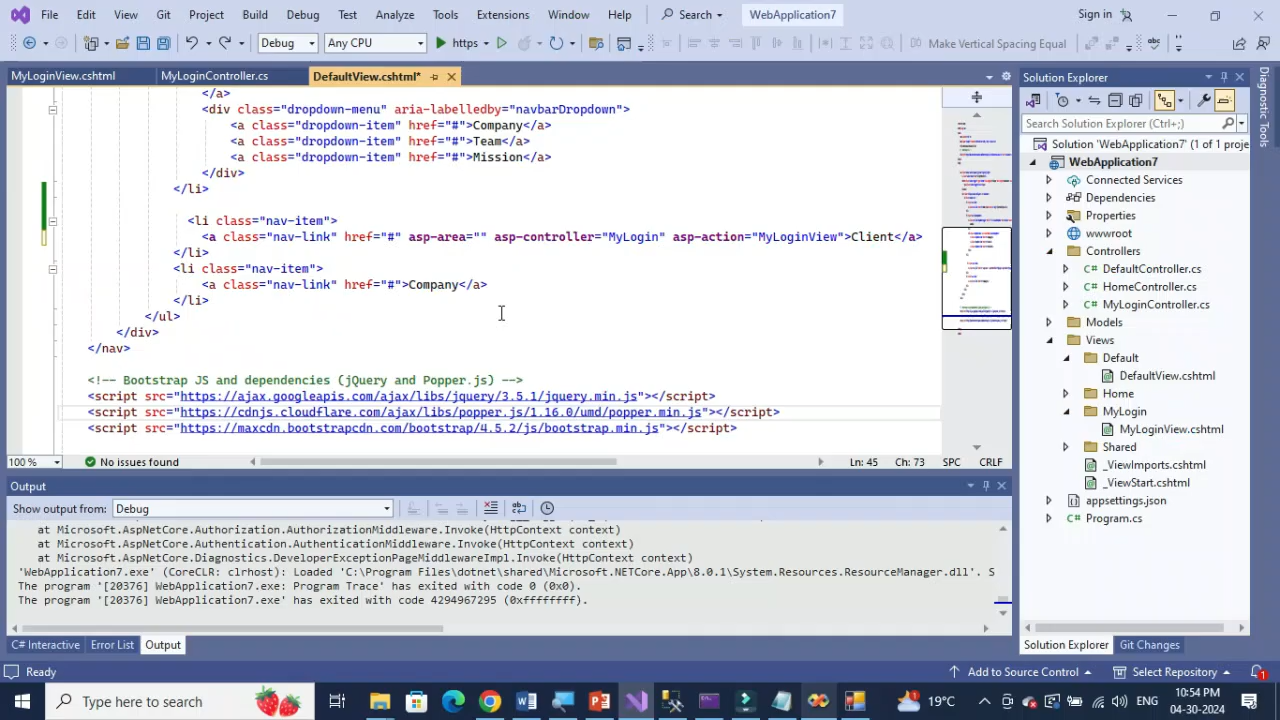 File Edit View Git Project Build Debug Test Analyze Tools Extensions Window Help Search WebApplication7 Sign in
Debug Any CPU https Make Vertical Spacing Equal
MyLoginView.cshtml MyLoginController.cs DefaultView.cshtml*
</a>
<div class="dropdown-menu" aria-labelledby="navbarDropdown">
<a class="dropdown-item" href="#">Company</a>
<a class="dropdown-item" href="#">Team</a>
<a class="dropdown-item" href="#">Mission</a>
</div>
</li>
<li class="nav-item">
<a class="nav-link" href="#" asp-area="" asp-controller="MyLogin" asp-action="MyLoginView">Client</a>
</li>
<li class="nav-item">
<a class="nav-link" href="#">Company</a>
</li>
</ul>
</div>
</nav>
<!-- Bootstrap JS and dependencies (jQuery and Popper.js) -->
<script src="https://ajax.googleapis.com/ajax/libs/jquery/3.5.1/jquery.min.js"></script>
<script src="https://cdnjs.cloudflare.com/ajax/libs/popper.js/1.16.0/umd/popper.min.js"></script>
<script src="https://maxcdn.bootstrapcdn.com/bootstrap/4.5.2/js/bootstrap.min.js"></script>
100 % No issues found Ln: 45 Ch: 73 SPC CRLF
Output
Show output from: Debug
at Microsoft.AspNetCore.Authorization.AuthorizationMiddleware.Invoke(HttpContext context)
at Microsoft.AspNetCore.Authentication.AuthenticationMiddleware.Invoke(HttpContext context)
at Microsoft.AspNetCore.Diagnostics.DeveloperExceptionPageMiddlewareImpl.Invoke(HttpContext context)
'WebApplication7.exe' (CoreCLR: clrhost): Loaded 'C:\Program Files\dotnet\shared\Microsoft.NETCore.App\8.0.1\System.Resources.ResourceManager.dll'. S
The program '[20376] WebApplication7.exe: Program Trace' has exited with code 0 (0x0).
The program '[20376] WebApplication7.exe' has exited with code 4294967295 (0xffffffff).
C# Interactive Error List Output
Solution Explorer
Search Solution Explorer (Ctrl+;)
Solution 'WebApplication7' (1 of 1 proje
WebApplication7
Connected Services
Dependencies
Properties
wwwroot
Controllers
C# DefaultController.cs
C# HomeController.cs
C# MyLoginController.cs
Models
Views
Default
DefaultView.cshtml
Home
MyLogin
MyLoginView.cshtml
Shared
_ViewImports.cshtml
_ViewStart.cshtml
appsettings.json
C# Program.cs
Solution Explorer Git Changes
Diagnostic Tools
Ready Add to Source Control Select Repository 1
Type here to search 19°C ENG 10:54 PM 04-30-2024 1